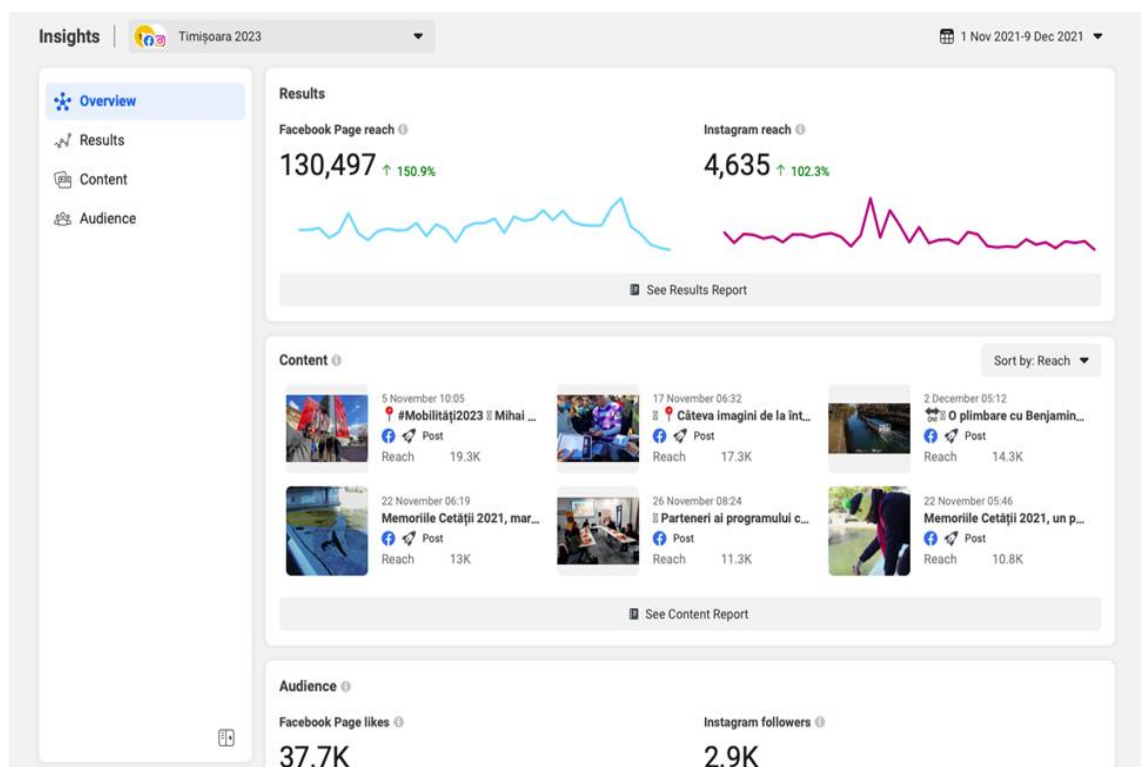 Insights
Timișoara 2023
1 Nov 2021-9 Dec 2021
Overview
Results
Content
Audience
Results
Facebook Page reach
130,497 ↑ 150.9%
Instagram reach
4,635 ↑ 102.3%
See Results Report
Content
Sort by: Reach
5 November 10:05
#Mobilități2023 Mihai ...
Post
Reach 19.3K
17 November 06:32
Câteva imagini de la înt...
Post
Reach 17.3K
2 December 05:12
O plimbare cu Benjamin...
Post
Reach 14.3K
22 November 06:19
Memoriile Cetății 2021, mar...
Post
Reach 13K
26 November 08:24
Parteneri ai programului c...
Post
Reach 11.3K
22 November 05:46
Memoriile Cetății 2021, un p...
Post
Reach 10.8K
See Content Report
Audience
Facebook Page likes
37.7K
Instagram followers
2.9K